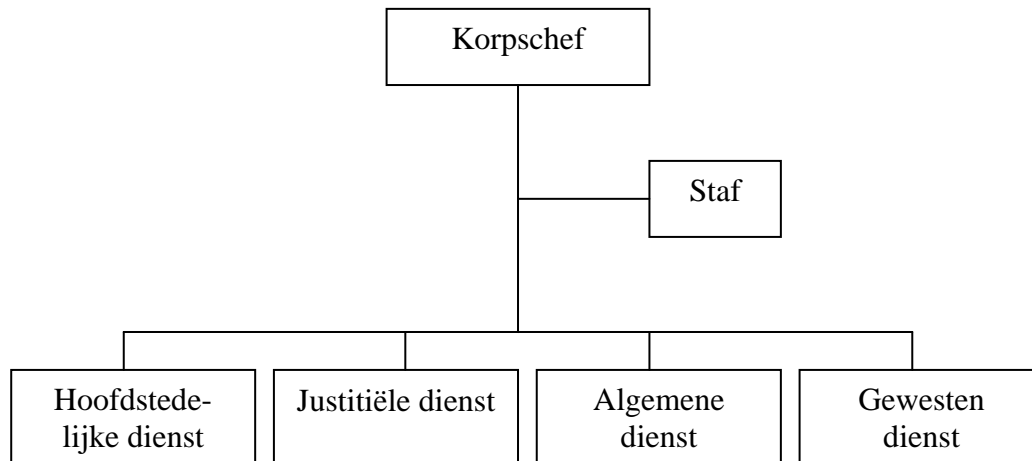 Korpschef
Staf
Hoofdstede-
lijke dienst
Justitiële dienst
Algemene
dienst
Gewesten
dienst